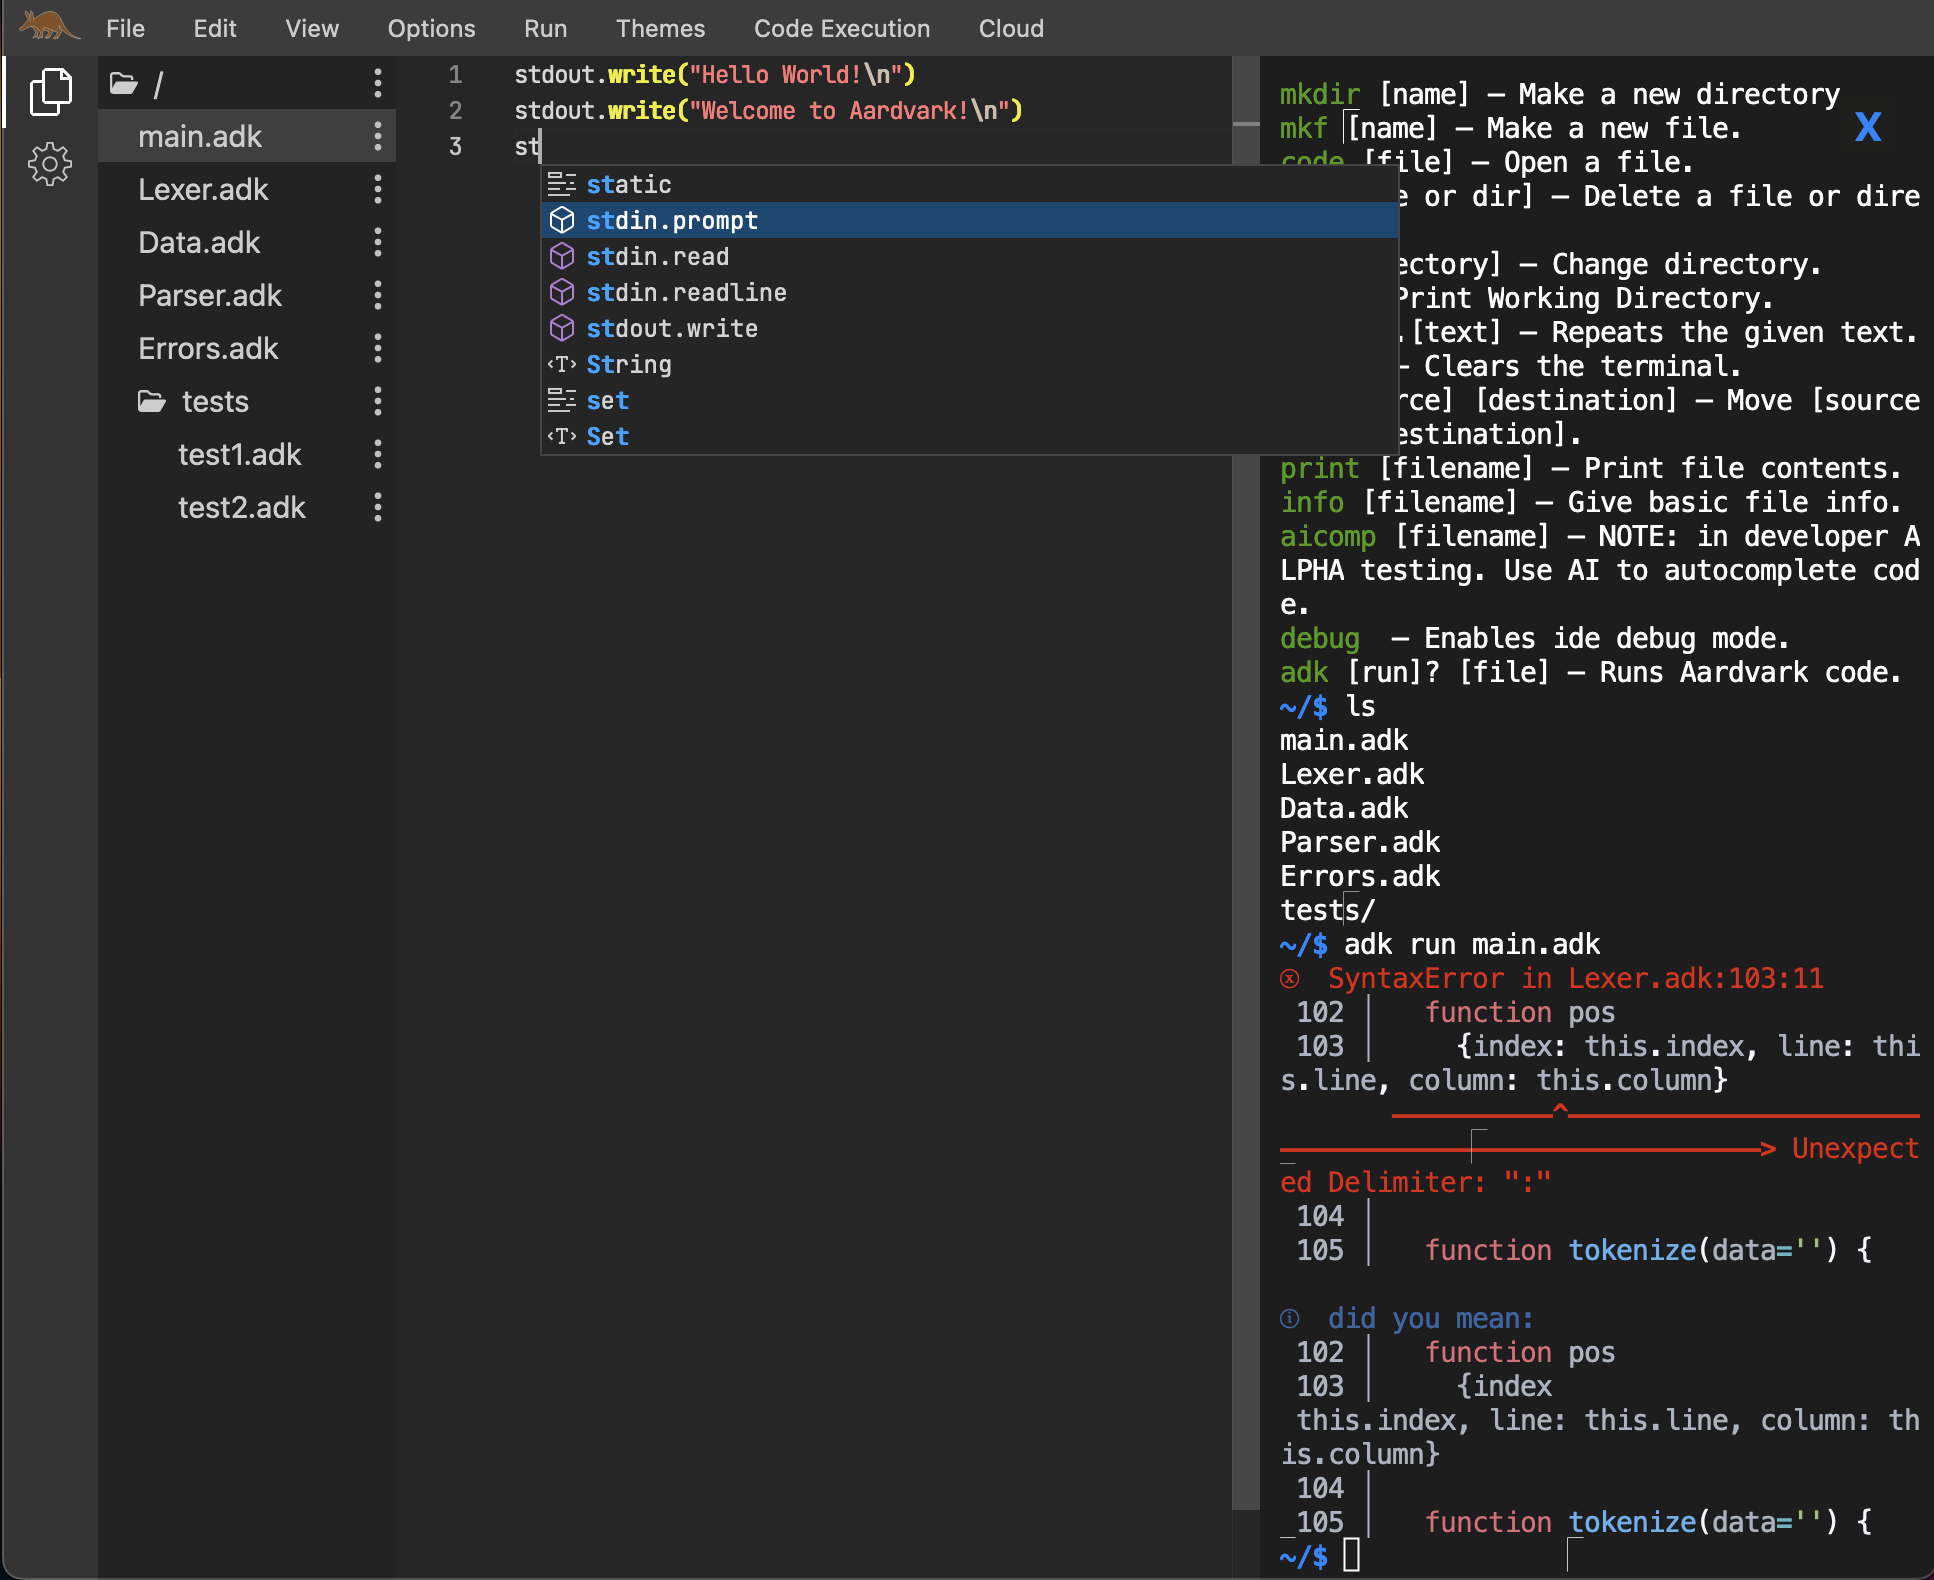 File Edit View Options Run Themes Code Execution Cloud
/
main.adk
Lexer.adk
Data.adk
Parser.adk
Errors.adk
tests
test1.adk
test2.adk
1 stdout.write("Hello World!\n")
2 stdout.write("Welcome to Aardvark!\n")
3 st
static
stdin.prompt
stdin.read
stdin.readline
stdout.write
String
set
Set
X
mkdir [name] – Make a new directory
mkf [name] – Make a new file.
code [file] – Open a file.
e or dir] – Delete a file or dire
ectory] – Change directory.
Print Working Directory.
.[text] – Repeats the given text.
– Clears the terminal.
rce] [destination] – Move [source
estination].
print [filename] – Print file contents.
info [filename] – Give basic file info.
aicomp [filename] – NOTE: in developer A
LPHA testing. Use AI to autocomplete cod
e.
debug  – Enables ide debug mode.
adk [run]? [file] – Runs Aardvark code.
~/$ ls
main.adk
Lexer.adk
Data.adk
Parser.adk
Errors.adk
tests/
~/$ adk run main.adk
ⓧ  SyntaxError in Lexer.adk:103:11
102 │   function pos
103 │     {index: this.index, line: thi
s.line, column: this.column}
^
> Unexpect
ed Delimiter: ":"
104 │
105 │   function tokenize(data='') {
ⓘ  did you mean:
102 │   function pos
103 │     {index
this.index, line: this.line, column: th
is.column}
104 │
105 │   function tokenize(data='') {
~/$